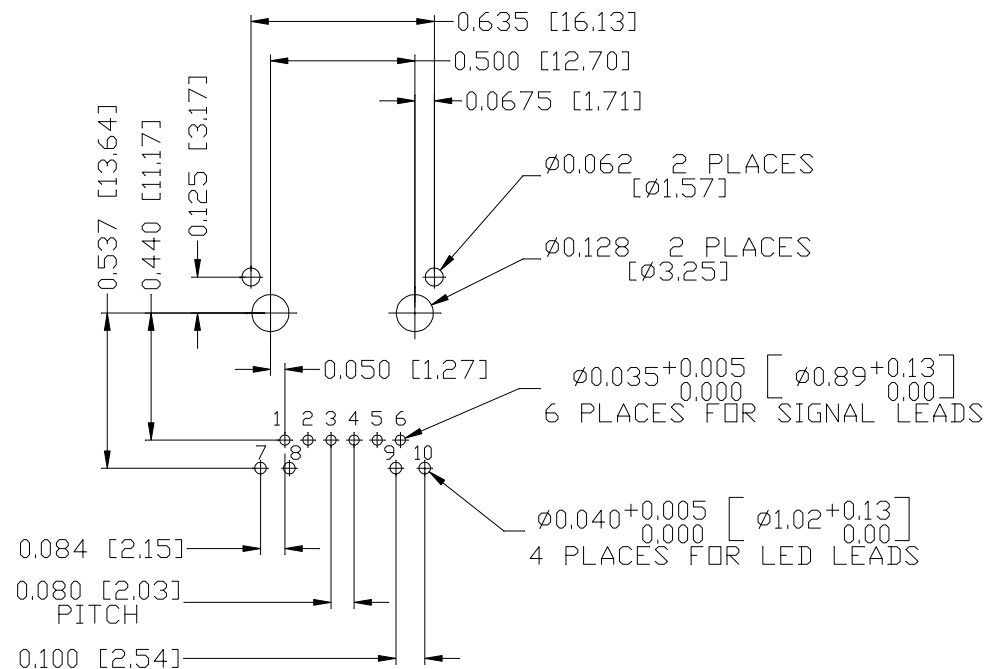 0.635 [16.13]
0.500 [12.70]
0.0675 [1.71]
0.537 [13.64]
0.440 [11.17]
0.125 [3.17]
Ø0.062 2 PLACES
[Ø1.57]
Ø0.128 2 PLACES
[Ø3.25]
0.050 [1.27]
Ø0.035+0.005 [Ø0.89+0.13]
0.000 0.00
6 PLACES FOR SIGNAL LEADS
1 2 3 4 5 6
7 8 9 10
Ø0.040+0.005 [Ø1.02+0.13]
0.000 0.00
4 PLACES FOR LED LEADS
0.084 [2.15]
0.080 [2.03]
PITCH
0.100 [2.54]